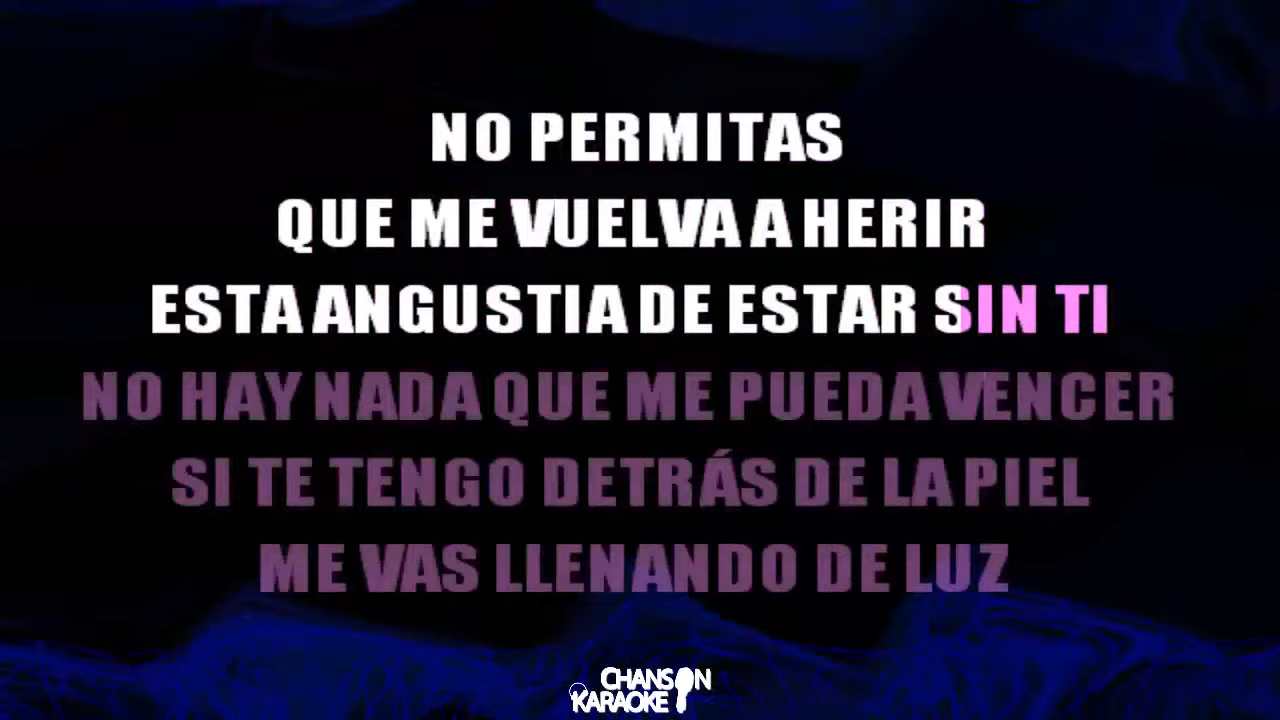 NO PERMITAS
QUE ME VUELVA A HERIR
ESTA ANGUSTIA DE ESTAR SIN TI
NO HAY NADA QUE ME PUEDA VENCER
SI TE TENGO DETRÁS DE LA PIEL
ME VAS LLENANDO DE LUZ
CHANSON
KARAOKE